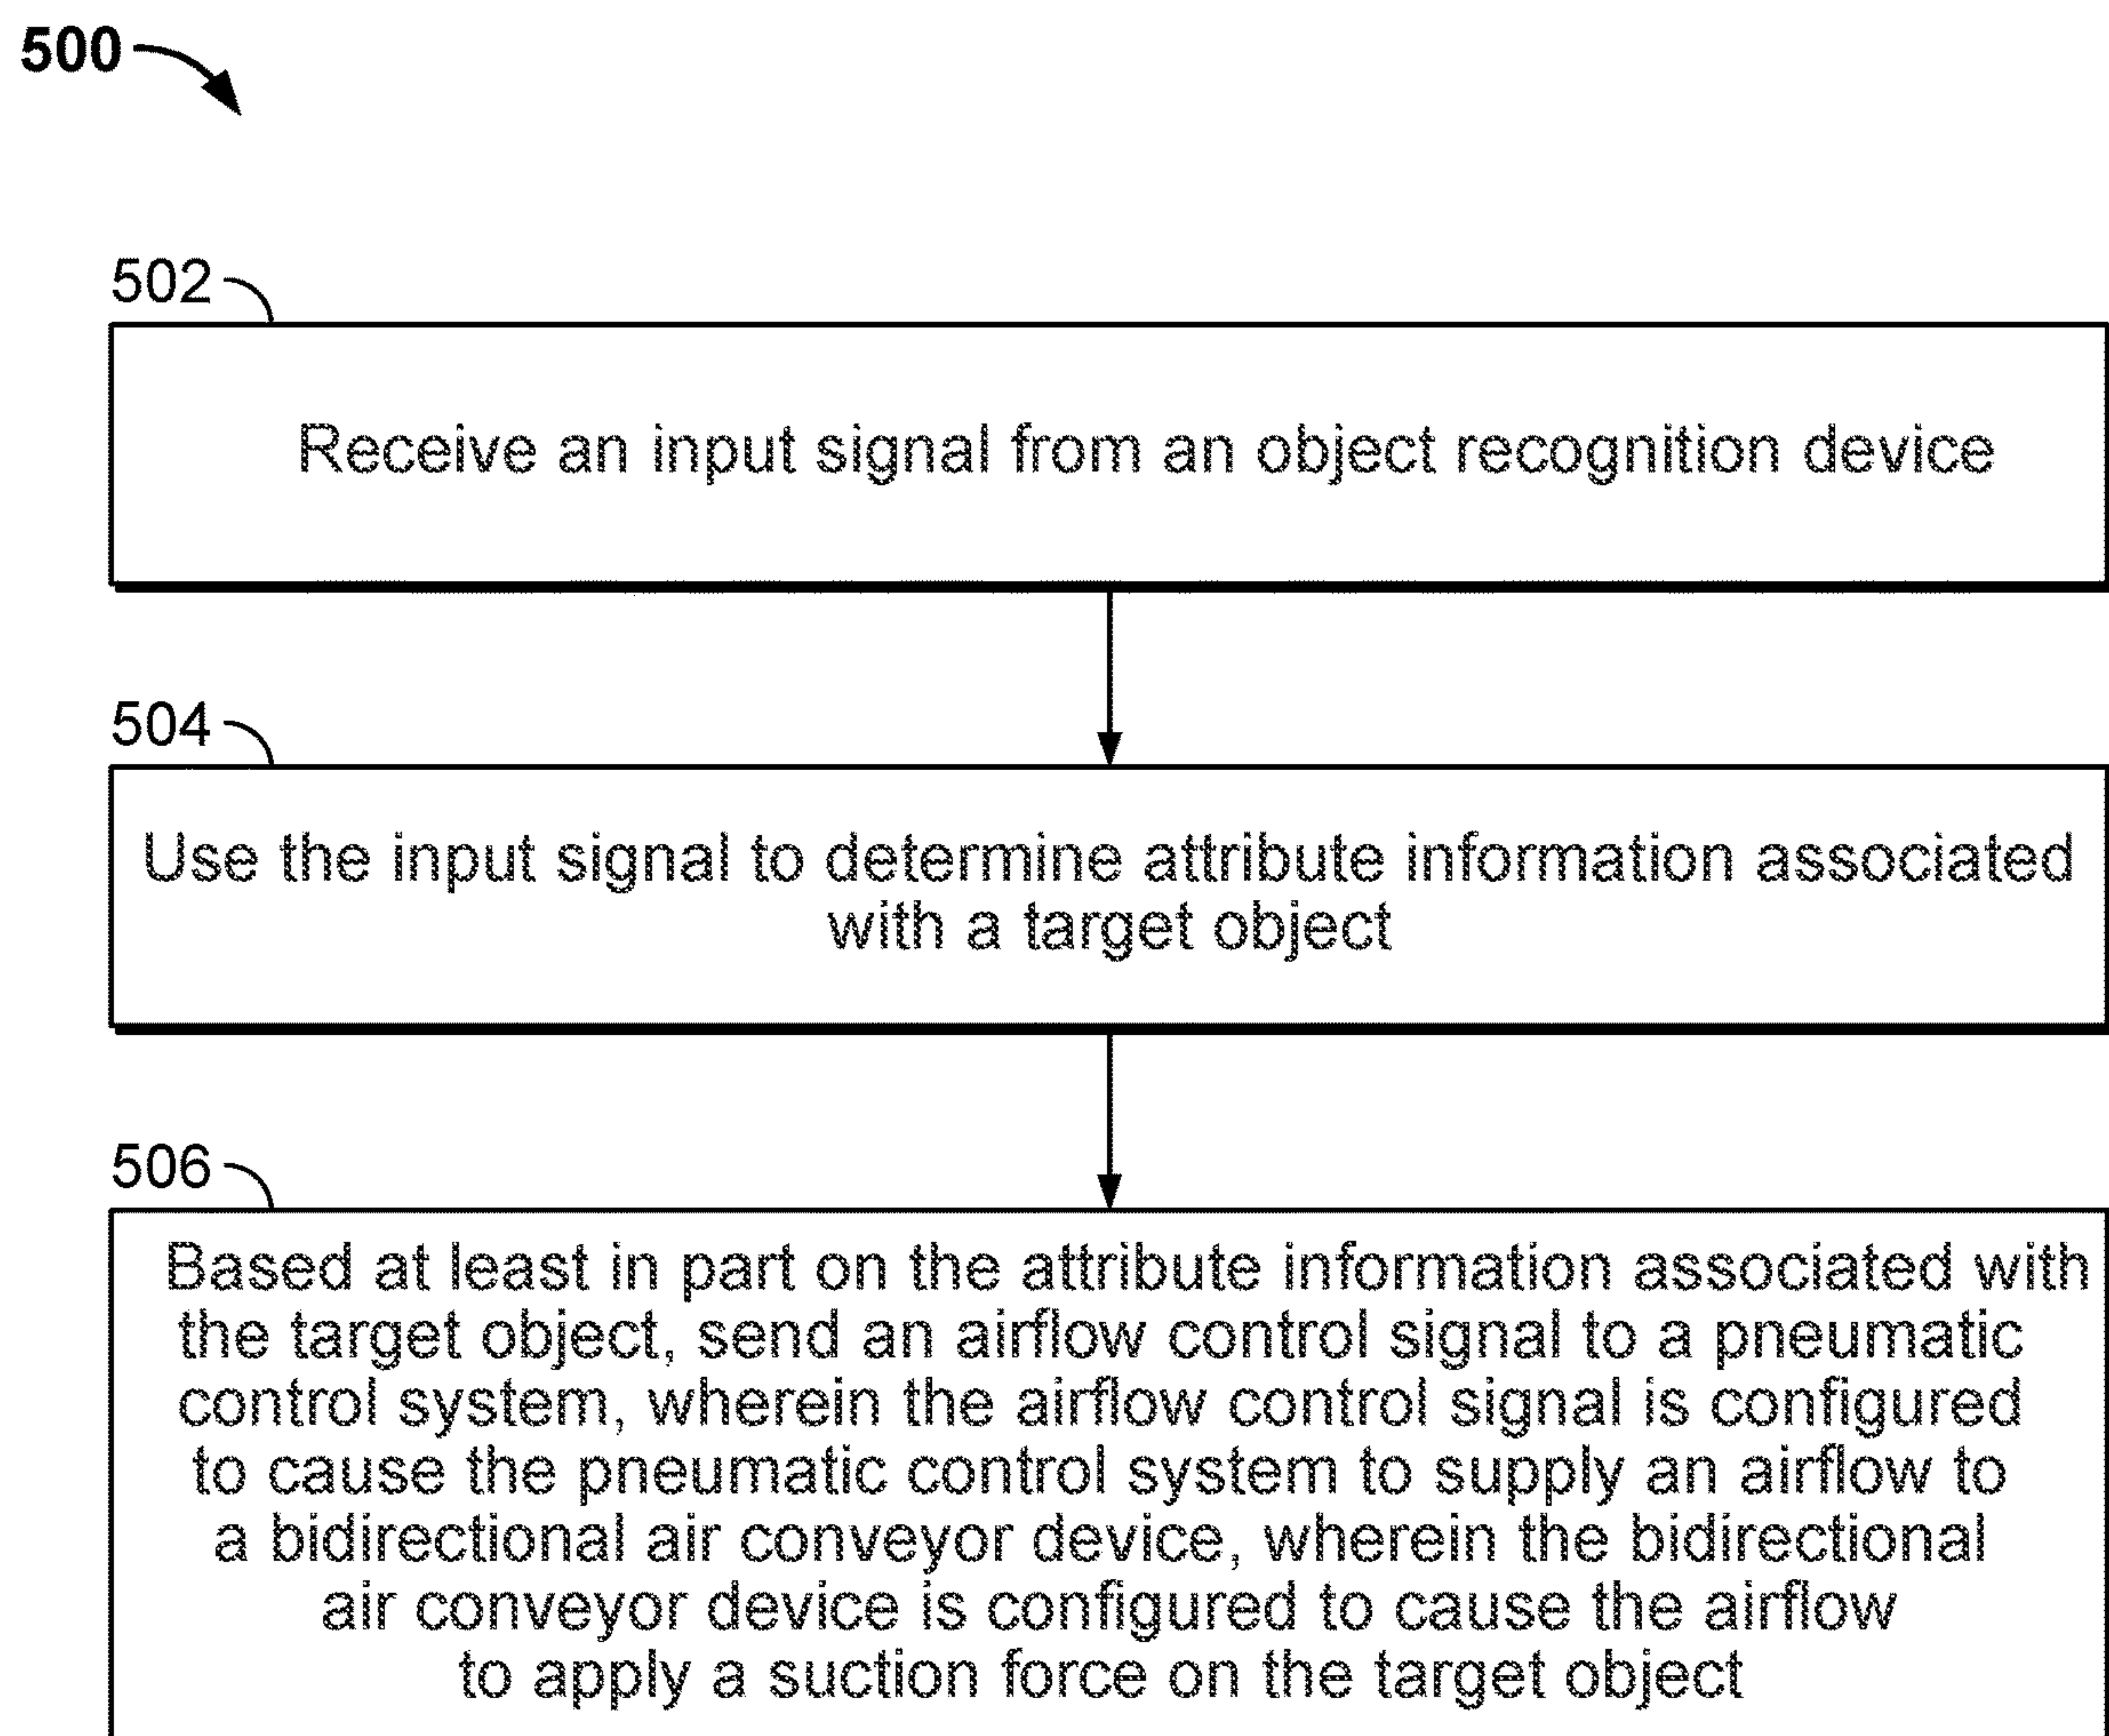 500
502
Receive an input signal from an object recognition device
504
Use the input signal to determine attribute information associated
with a target object
506
Based at least in part on the attribute information associated with
the target object, send an airflow control signal to a pneumatic
control system, wherein the airflow control signal is configured
to cause the pneumatic control system to supply an airflow to
a bidirectional air conveyor device, wherein the bidirectional
air conveyor device is configured to cause the airflow
to apply a suction force on the target object